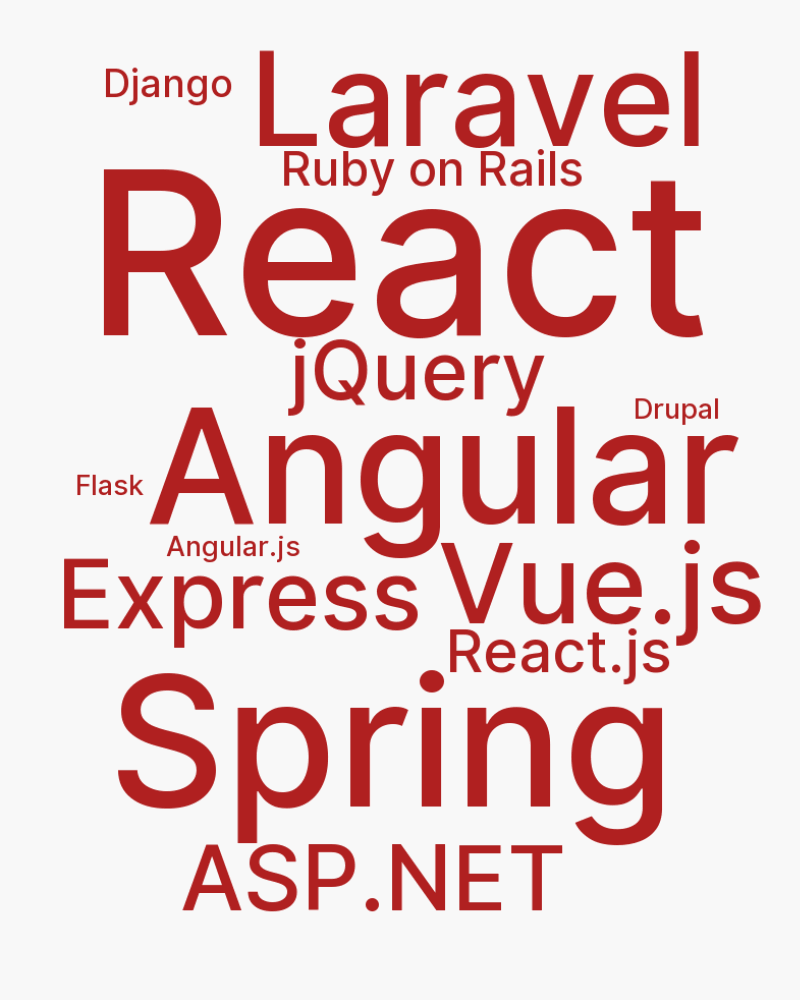 Django
Laravel
Ruby on Rails
React
jQuery
Drupal
Angular
Flask
Angular.js
Express
Vue.js
React.js
Spring
ASP.NET